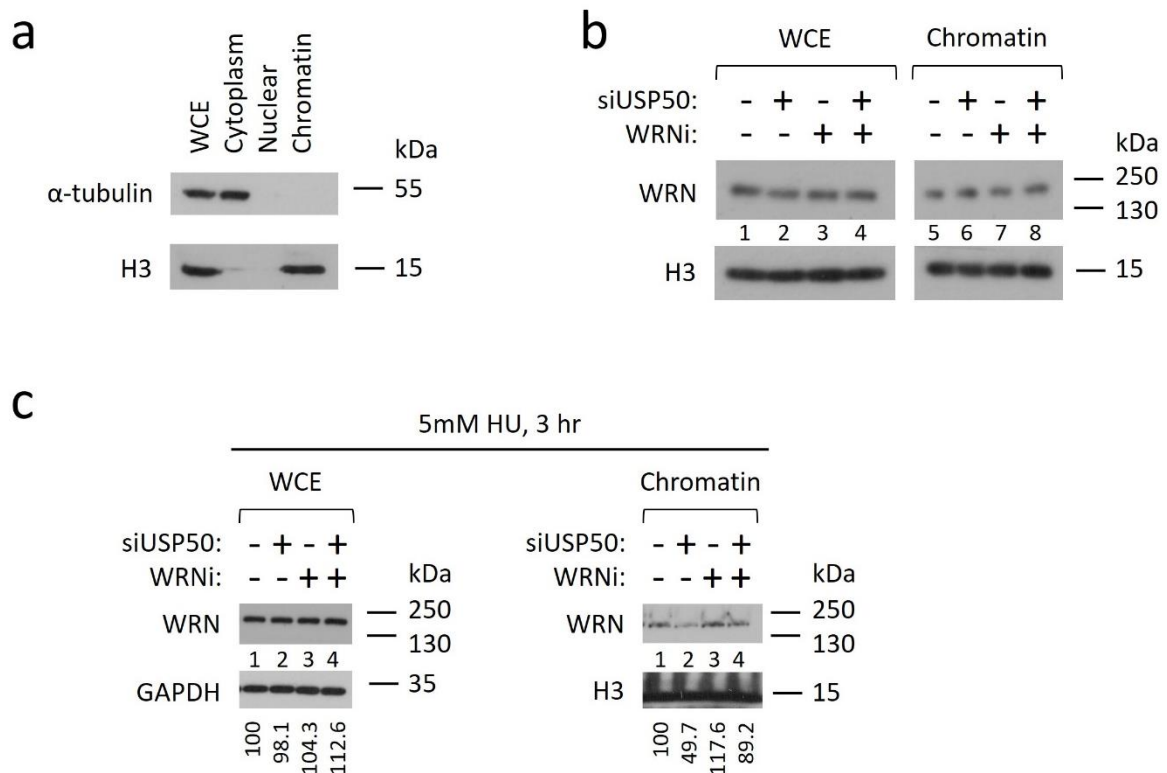 a
WCE
Cytoplasm
Nuclear
Chromatin
kDa
α-tubulin
55
H3
15
b
WCE Chromatin
siUSP50: - + - + - + - +
WRNi: - - + + - - + +
kDa
WRN
250
130
1 2 3 4 5 6 7 8
H3
15
c
5mM HU, 3 hr
WCE
siUSP50: - + - +
WRNi: - - + +
kDa
WRN
250
130
1 2 3 4
GAPDH
35
100
98.1
104.3
112.6
Chromatin
siUSP50: - + - +
WRNi: - - + +
kDa
WRN
250
130
1 2 3 4
H3
15
100
49.7
117.6
89.2